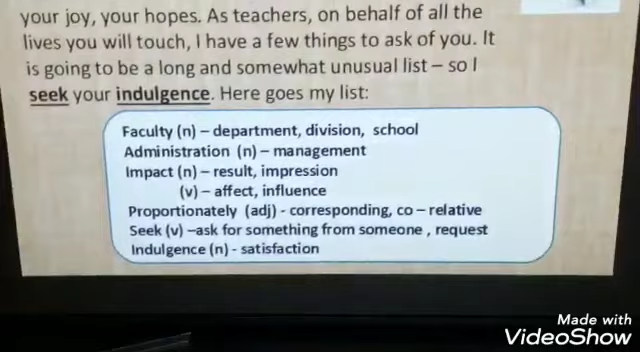 your joy, your hopes. As teachers, on behalf of all the
lives you will touch, I have a few things to ask of you. It
is going to be a long and somewhat unusual list – so I
seek your indulgence. Here goes my list:
Faculty (n) – department, division, school
Administration (n) – management
Impact (n) – result, impression
(v) – affect, influence
Proportionately (adj) - corresponding, co – relative
Seek (v) –ask for something from someone , request
Indulgence (n) - satisfaction
Made with
VideoShow